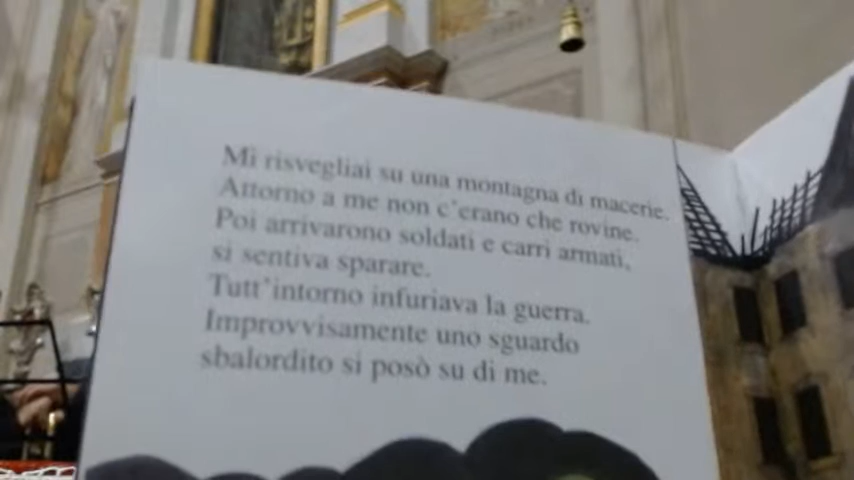 Mi risvegliai su una montagna di macerie.
Attorno a me non c'erano che rovine.
Poi arrivarono soldati e carri armati,
si sentiva sparare.
Tutt'intorno infuriava la guerra.
Improvvisamente uno sguardo
sbalordito si posò su di me.